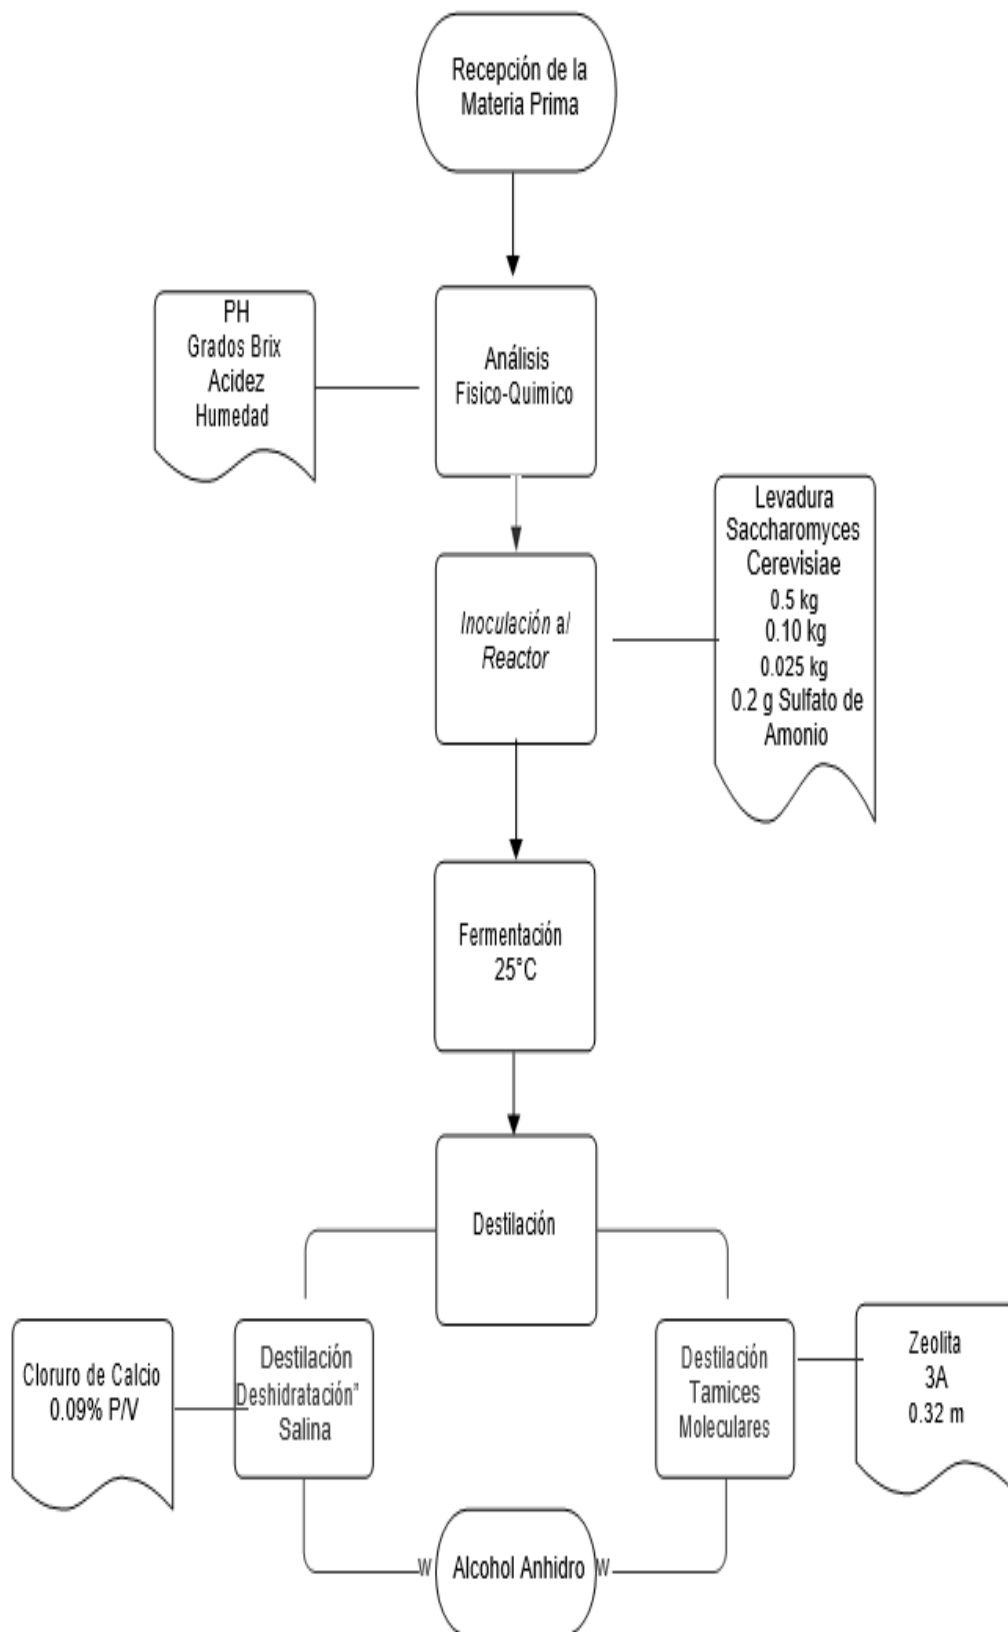 Recepción de la
Materia Prima
PH
Grados Brix
Acidez
Humedad
Análisis
Fisico-Quimico
Levadura
Saccharomyces
Cerevisiae
0.5 kg
0.10 kg
0.025 kg
0.2 g Sulfato de
Amonio
Inoculación a/
Reactor
Fermentación
25°C
Destilación
Cloruro de Calcio
0.09% P/V
Destilación
Deshidratación"
Salina
Destilación
Tamices
Moleculares
Zeolita
3A
0.32 m
W Alcohol Anhidro W